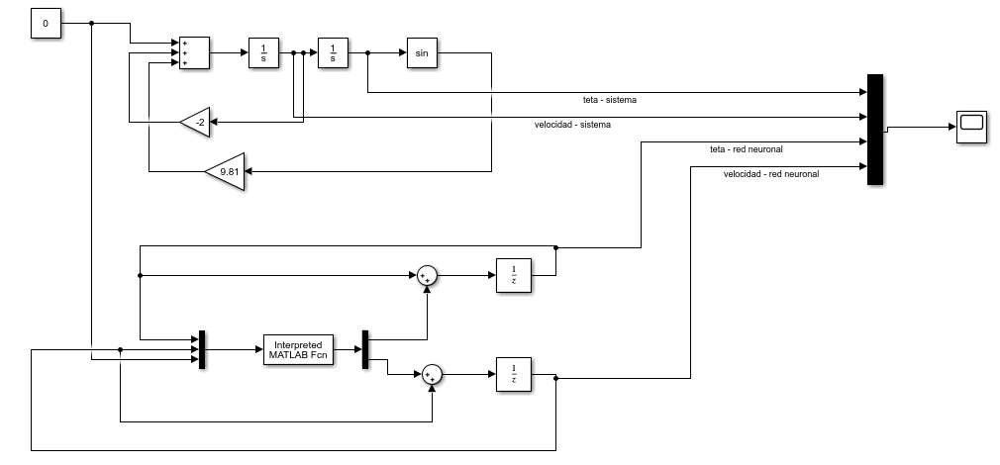 0
+
+
+
1
s
1
s
sin
-2
9.81
teta - sistema
velocidad - sistema
teta - red neuronal
velocidad - red neuronal
+
+
1
z
Interpreted
MATLAB Fcn
+
+
1
z